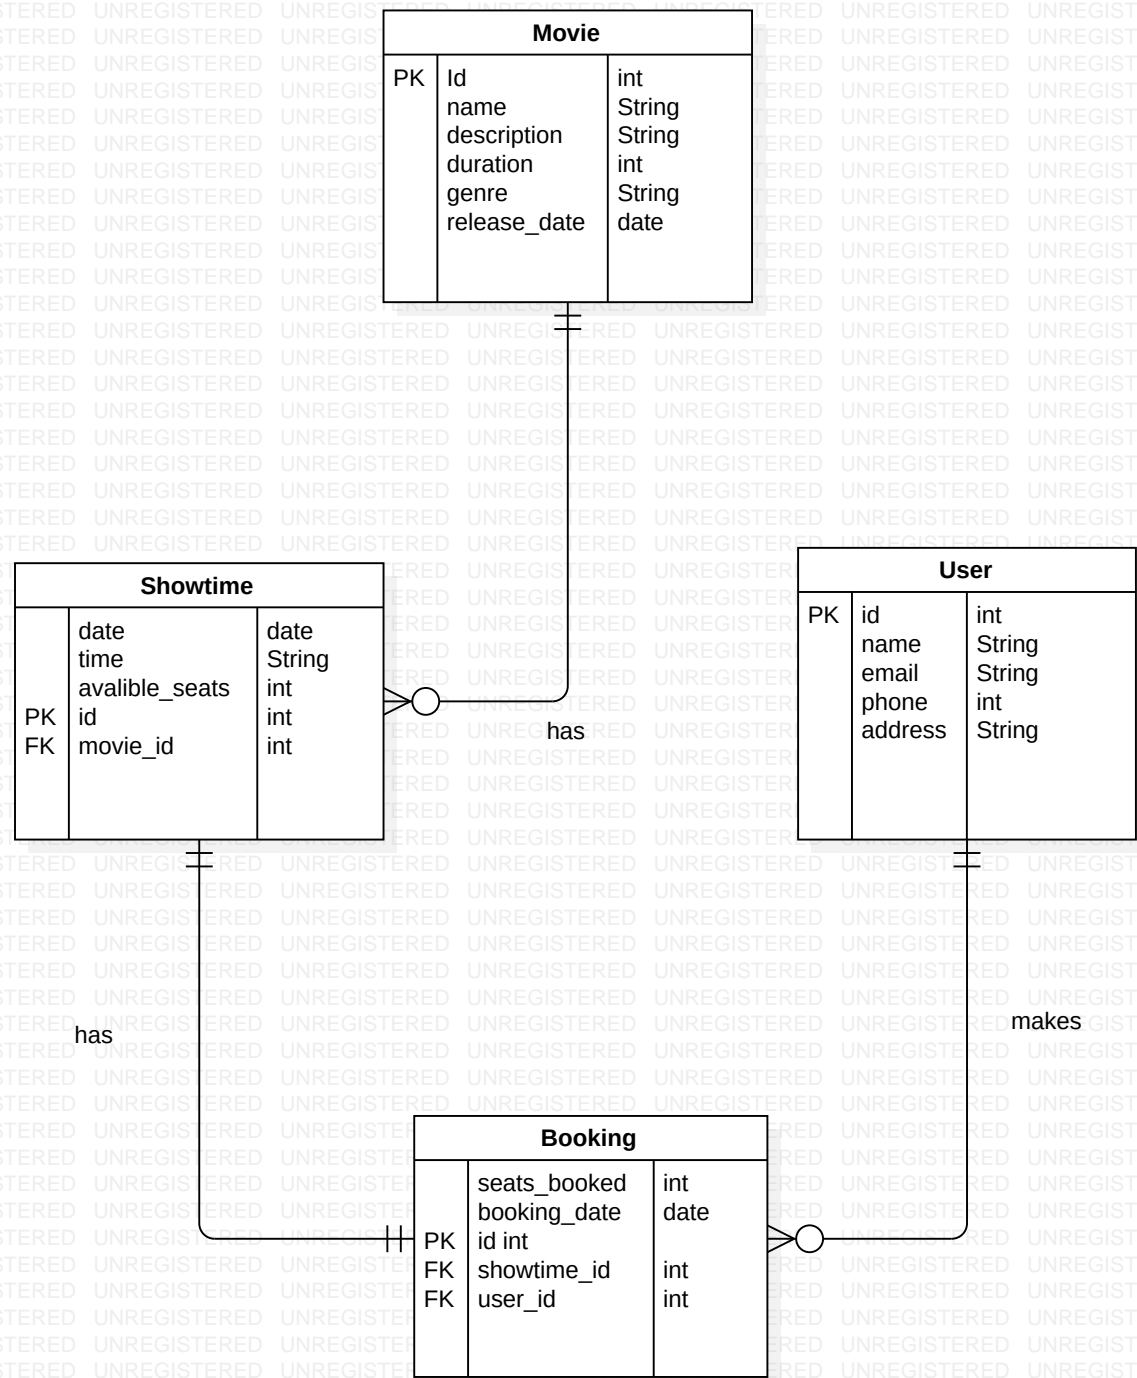 Movie
PK Id int
name String
description String
duration int
genre String
release_date date
Showtime
date date
time String
avalible_seats int
PK id int
FK movie_id int
User
PK id int
name String
email String
phone int
address String
has
has
makes
Booking
seats_booked int
booking_date date
PK id int
FK showtime_id int
FK user_id int
UNREGISTERED